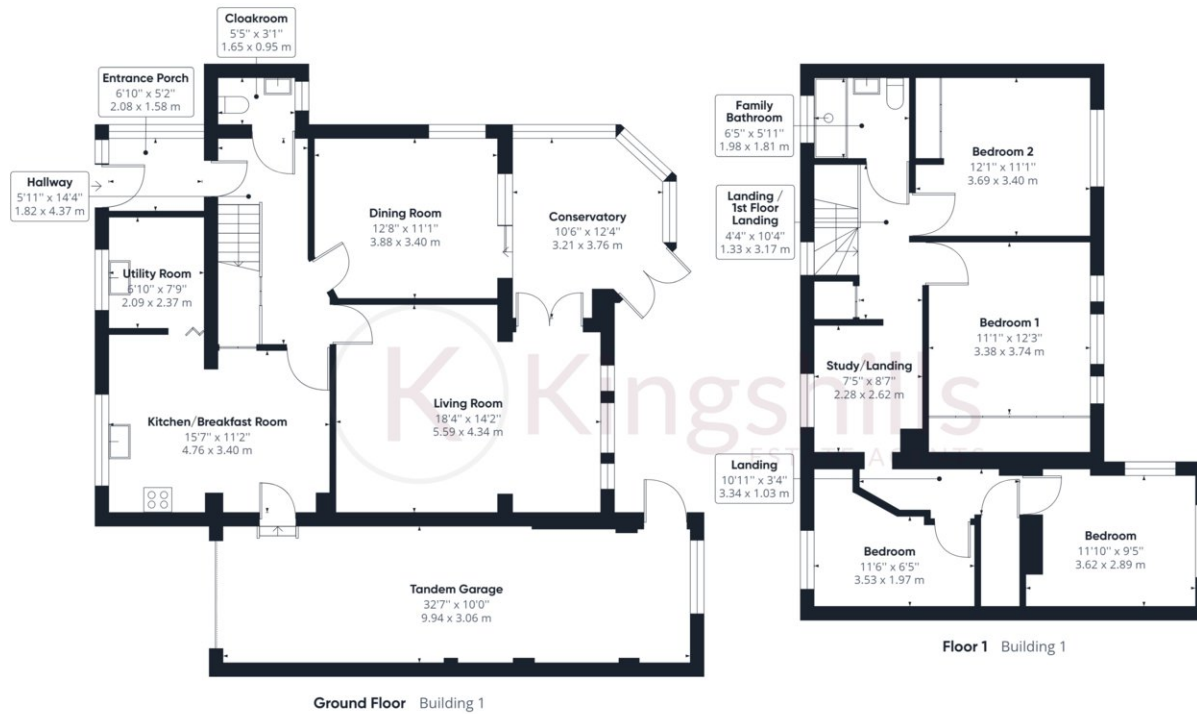 Cloakroom
5'5" x 3'1"
1.65 x 0.95 m
Entrance Porch
6'10" x 5'2"
2.08 x 1.58 m
Hallway
5'11" x 14'4"
1.82 x 4.37 m
Dining Room
12'8" x 11'1"
3.88 x 3.40 m
Conservatory
10'6" x 12'4"
3.21 x 3.76 m
Utility Room
6'10" x 7'9"
2.09 x 2.37 m
Kitchen/Breakfast Room
15'7" x 11'2"
4.76 x 3.40 m
Living Room
18'4" x 14'2"
5.59 x 4.34 m
Tandem Garage
32'7" x 10'0"
9.94 x 3.06 m
Ground Floor Building 1
K Kingshills
ESTATE AGENTS
Family
Bathroom
6'5" x 5'11"
1.98 x 1.81 m
Bedroom 2
12'1" x 11'1"
3.69 x 3.40 m
Landing /
1st Floor
Landing
4'4" x 10'4"
1.33 x 3.17 m
Bedroom 1
11'1" x 12'3"
3.38 x 3.74 m
Study/Landing
7'5" x 8'7"
2.28 x 2.62 m
Landing
10'11" x 3'4"
3.34 x 1.03 m
Bedroom
11'6" x 6'5"
3.53 x 1.97 m
Bedroom
11'10" x 9'5"
3.62 x 2.89 m
Floor 1 Building 1